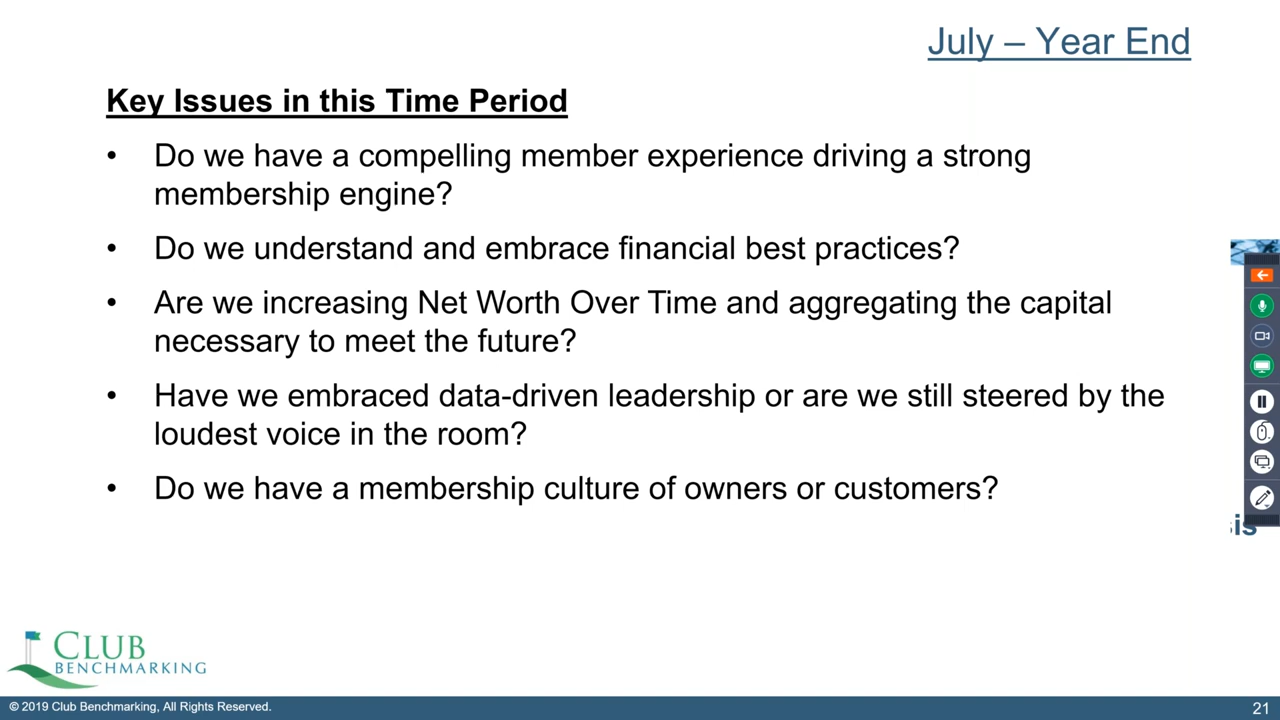 July – Year End
Key Issues in this Time Period
• Do we have a compelling member experience driving a strong
membership engine?
• Do we understand and embrace financial best practices?
• Are we increasing Net Worth Over Time and aggregating the capital
necessary to meet the future?
• Have we embraced data-driven leadership or are we still steered by the
loudest voice in the room?
• Do we have a membership culture of owners or customers?
CLUB
BENCHMARKING
© 2019 Club Benchmarking, All Rights Reserved.
21